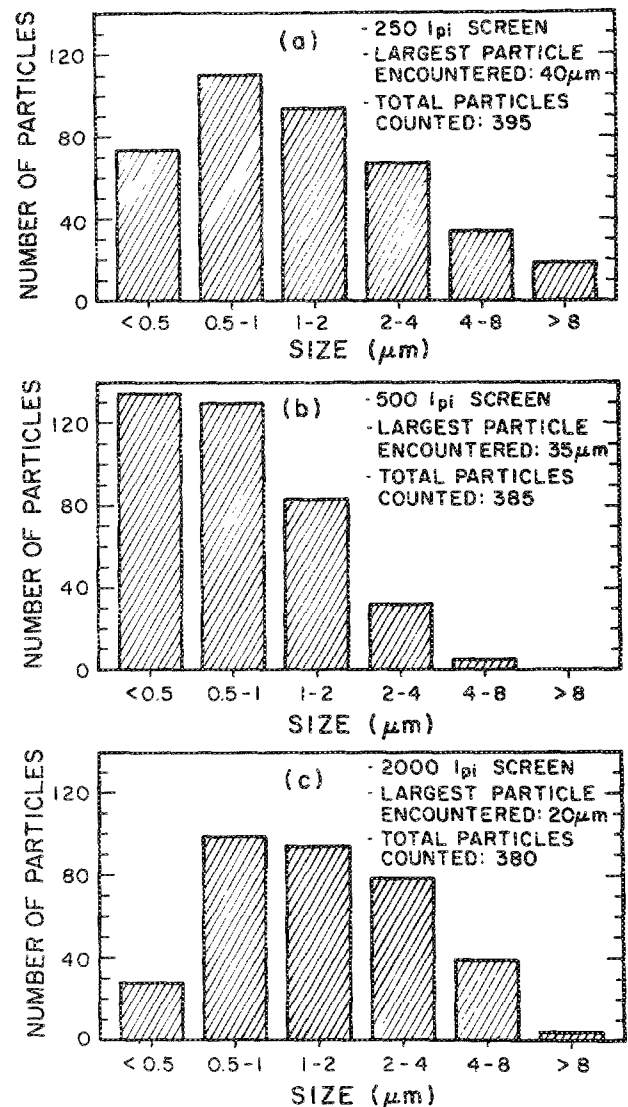 NUMBER OF PARTICLES
120
80
40
0
(a)
- 250 lpi SCREEN
- LARGEST PARTICLE
ENCOUNTERED: 40μm
- TOTAL PARTICLES
COUNTED: 395
< 0.5 0.5-1 1-2 2-4 4-8 >8
SIZE (μm)
NUMBER OF PARTICLES
120
80
40
0
(b)
- 500 lpi SCREEN
- LARGEST PARTICLE
ENCOUNTERED: 35μm
- TOTAL PARTICLES
COUNTED: 385
<0.5 0.5-1 1-2 2-4 4-8 >8
SIZE (μm)
NUMBER OF PARTICLES
120
80
40
0
(c)
- 2000 lpi SCREEN
- LARGEST PARTICLE
ENCOUNTERED: 20μm
- TOTAL PARTICLES
COUNTED: 380
< 0.5 0.5-1 1-2 2-4 4-8 >8
SIZE (μm)